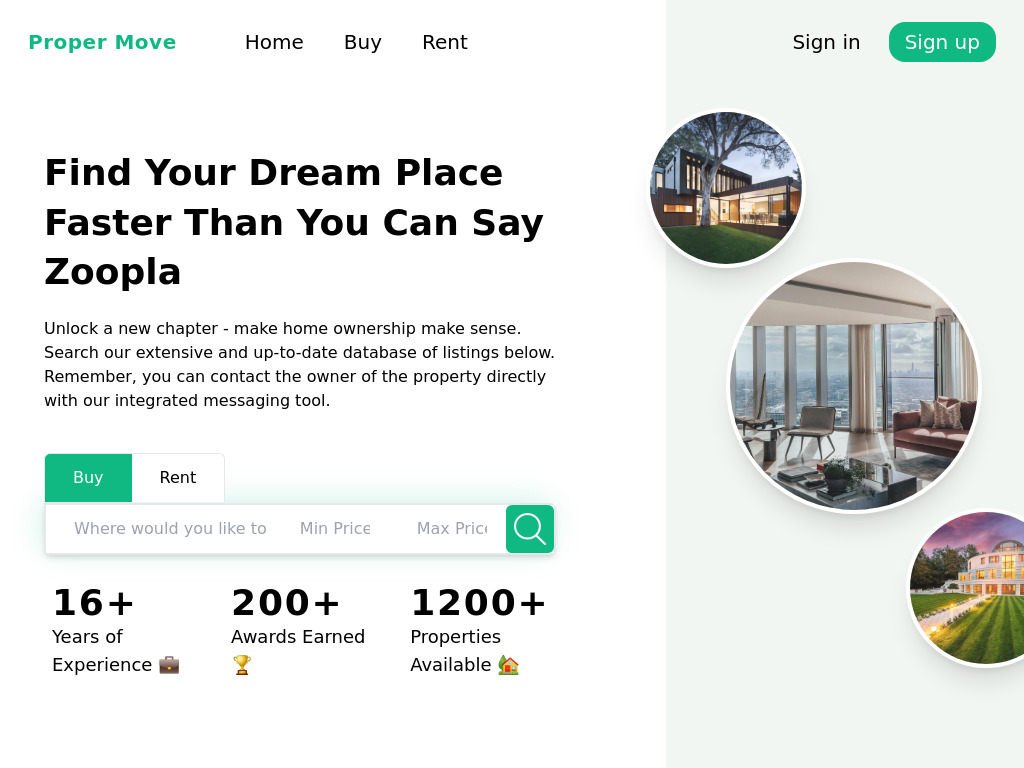 Proper Move Home Buy Rent Sign in Sign up
Find Your Dream Place
Faster Than You Can Say
Zoopla
Unlock a new chapter - make home ownership make sense.
Search our extensive and up-to-date database of listings below.
Remember, you can contact the owner of the property directly
with our integrated messaging tool.
Buy Rent
Where would you like to Min Price Max Price
16+ 200+ 1200+
Years of Awards Earned Properties
Experience 💼 🏆 Available 🏡